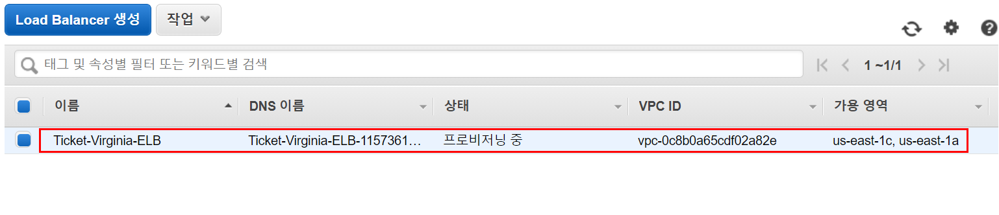 Load Balancer 생성 작업
태그 및 속성별 필터 또는 키워드별 검색 1 ~1/1
이름 DNS 이름 상태 VPC ID 가용 영역
Ticket-Virginia-ELB Ticket-Virginia-ELB-1157361... 프로비저닝 중 vpc-0c8b0a65cdf02a82e us-east-1c, us-east-1a